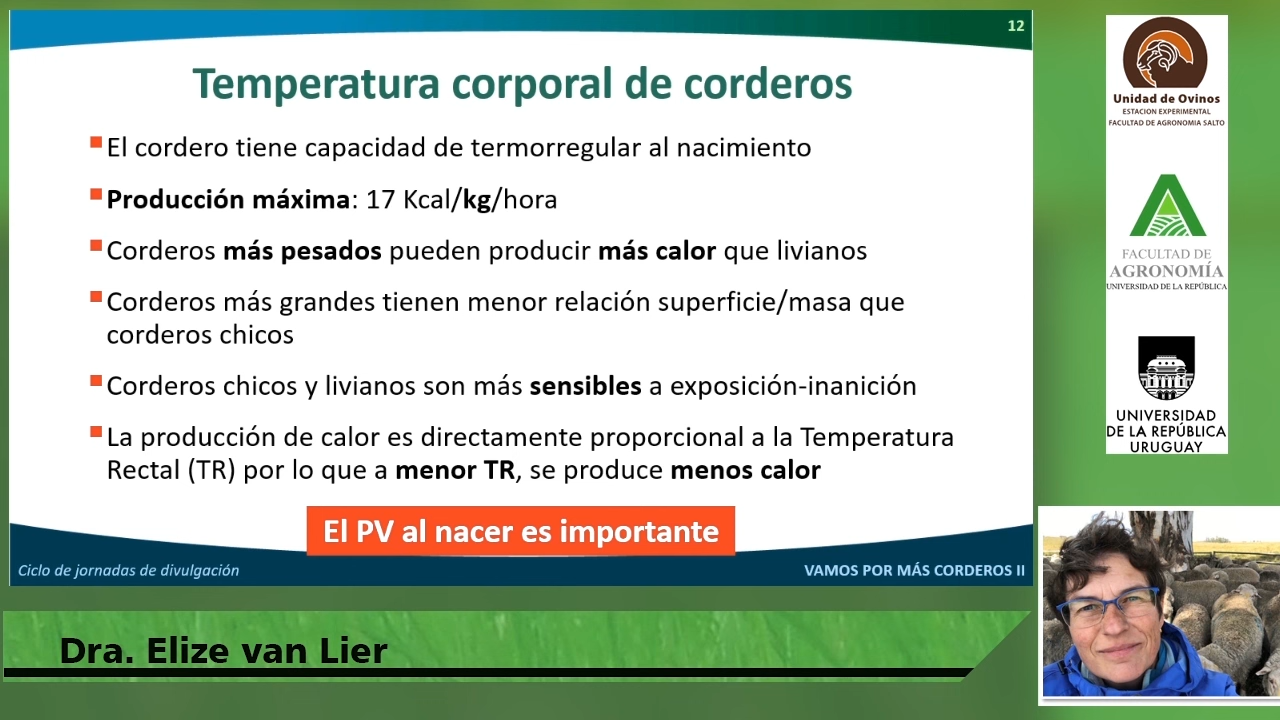 12
Temperatura corporal de corderos
El cordero tiene capacidad de termorregular al nacimiento
Producción máxima: 17 Kcal/kg/hora
Corderos más pesados pueden producir más calor que livianos
Corderos más grandes tienen menor relación superficie/masa que
corderos chicos
Corderos chicos y livianos son más sensibles a exposición-inanición
La producción de calor es directamente proporcional a la Temperatura
Rectal (TR) por lo que a menor TR, se produce menos calor
El PV al nacer es importante
Ciclo de jornadas de divulgación
VAMOS POR MÁS CORDEROS II
Dra. Elize van Lier
Unidad de Ovinos
ESTACION EXPERIMENTAL
FACULTAD DE AGRONOMIA SALTO
FACULTAD DE
AGRONOMÍA
UNIVERSIDAD DE LA REPÚBLICA
UNIVERSIDAD
DE LA REPÚBLICA
URUGUAY